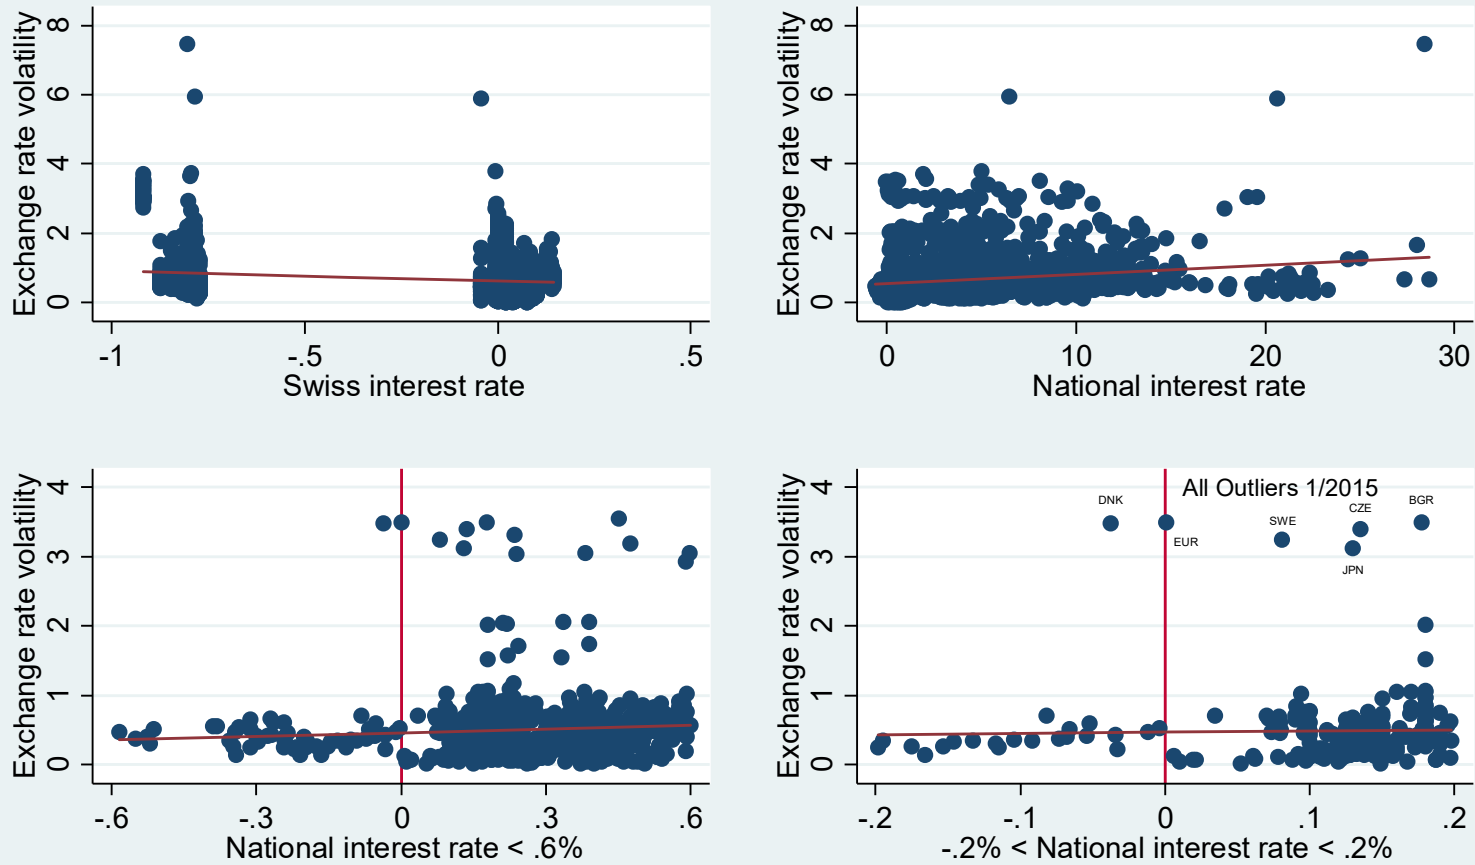 Exchange rate volatility
8
6
4
2
0
-1
-.5
0
.5
Swiss interest rate
Exchange rate volatility
8
6
4
2
0
0
10
20
30
National interest rate
Exchange rate volatility
4
3
2
1
0
-.6
-.3
0
.3
.6
National interest rate < .6%
Exchange rate volatility
4
3
2
1
0
All Outliers 1/2015
DNK
EUR
SWE
CZE
JPN
BGR
-.2
-.1
0
.1
.2
-.2% < National interest rate < .2%